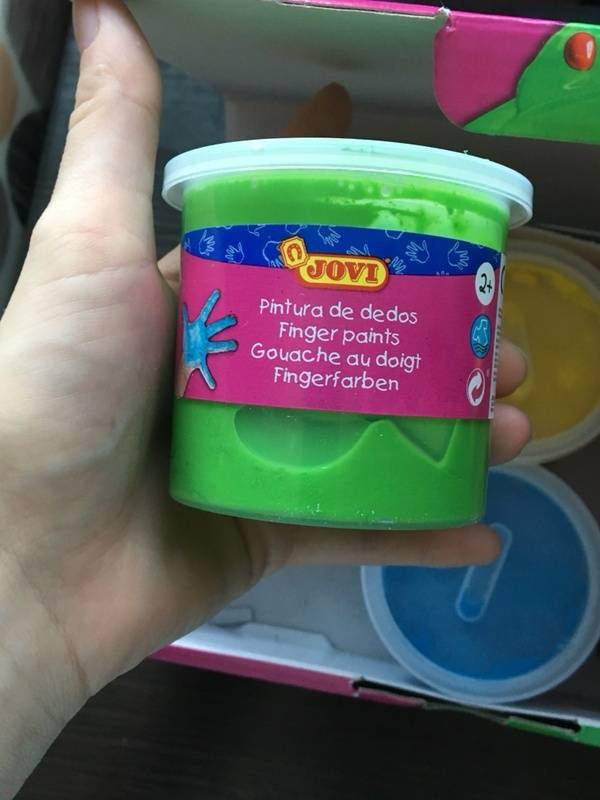 JOVI
2+
Pintura de dedos
Finger paints
Gouache au doigt
Fingerfarben